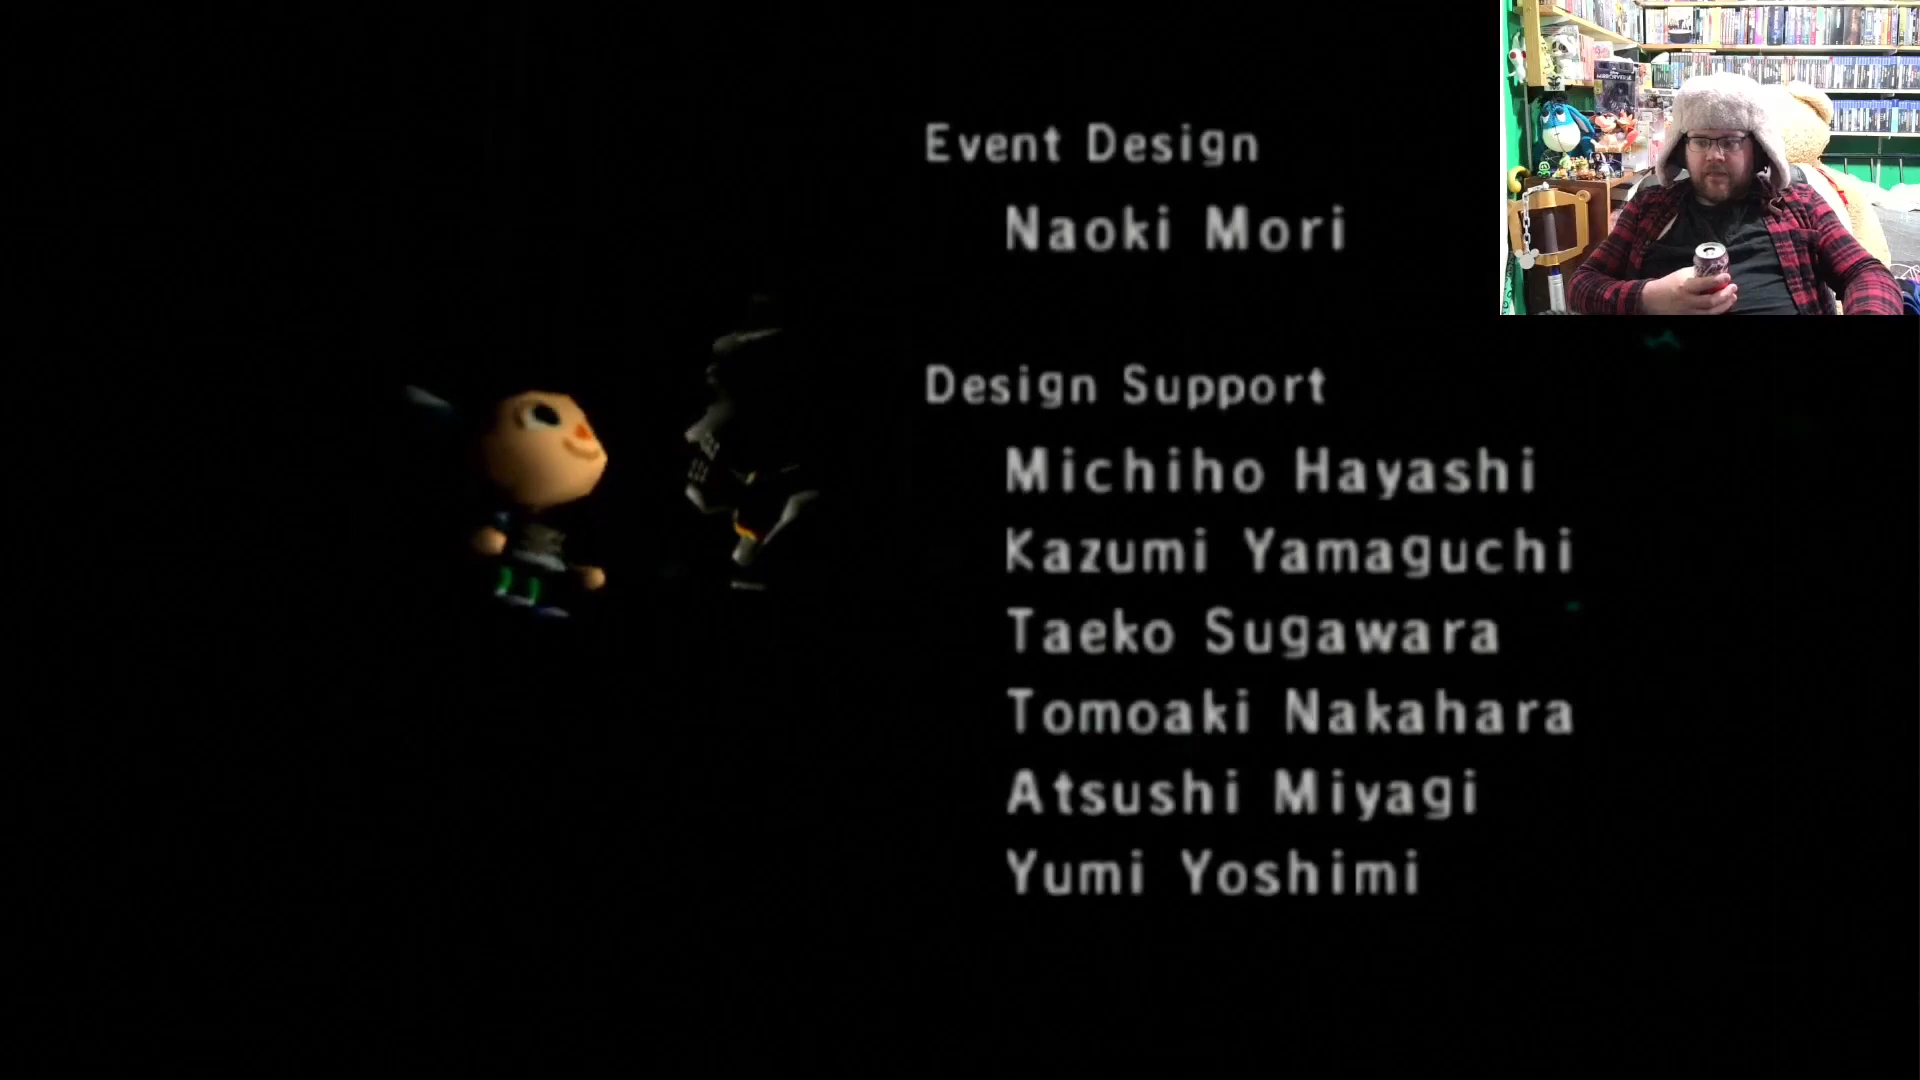 Event Design
Naoki Mori
Design Support
Michiho Hayashi
Kazumi Yamaguchi
Taeko Sugawara
Tomoaki Nakahara
Atsushi Miyagi
Yumi Yoshimi